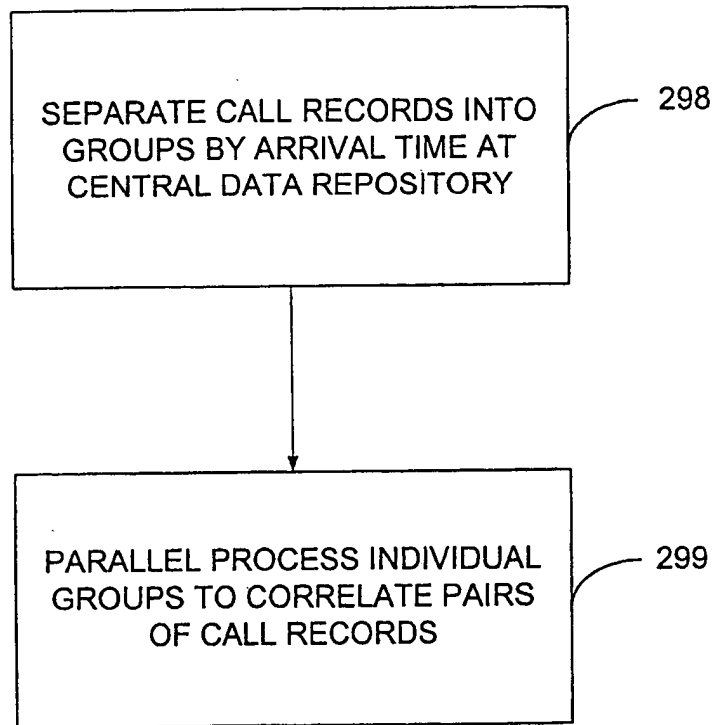 SEPARATE CALL RECORDS INTO
GROUPS BY ARRIVAL TIME AT
CENTRAL DATA REPOSITORY
298
PARALLEL PROCESS INDIVIDUAL
GROUPS TO CORRELATE PAIRS
OF CALL RECORDS
299